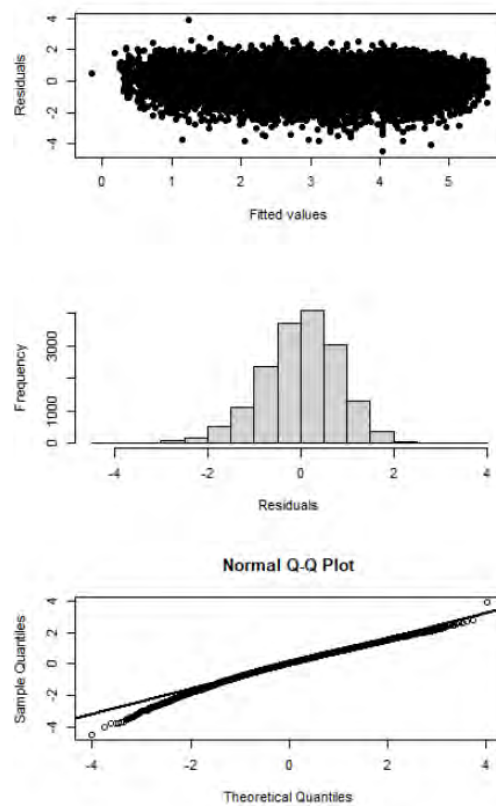 4
2
0
-2
-4
Residuals
0 1 2 3 4 5
Fitted values
3000
1000
0
Frequency
-4 -2 0 2 4
Residuals
Normal Q-Q Plot
4
2
0
-2
-4
Sample Quantiles
-4 -2 0 2 4
Theoretical Quantiles